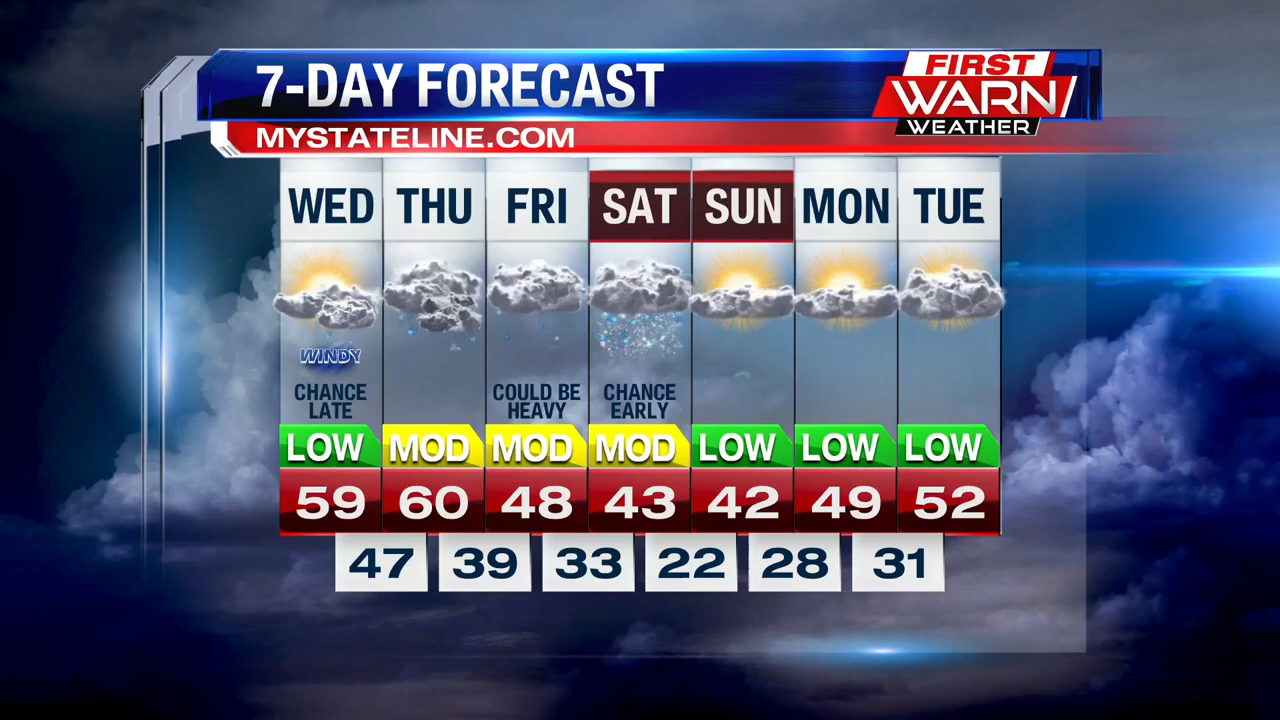 7-DAY FORECAST
FIRST
WARN
WEATHER
MYSTATELINE.COM
WED THU FRI SAT SUN MON TUE
WINDY
CHANCE LATE
COULD BE HEAVY
CHANCE EARLY
LOW MOD MOD MOD LOW LOW LOW
59 60 48 43 42 49 52
47 39 33 22 28 31